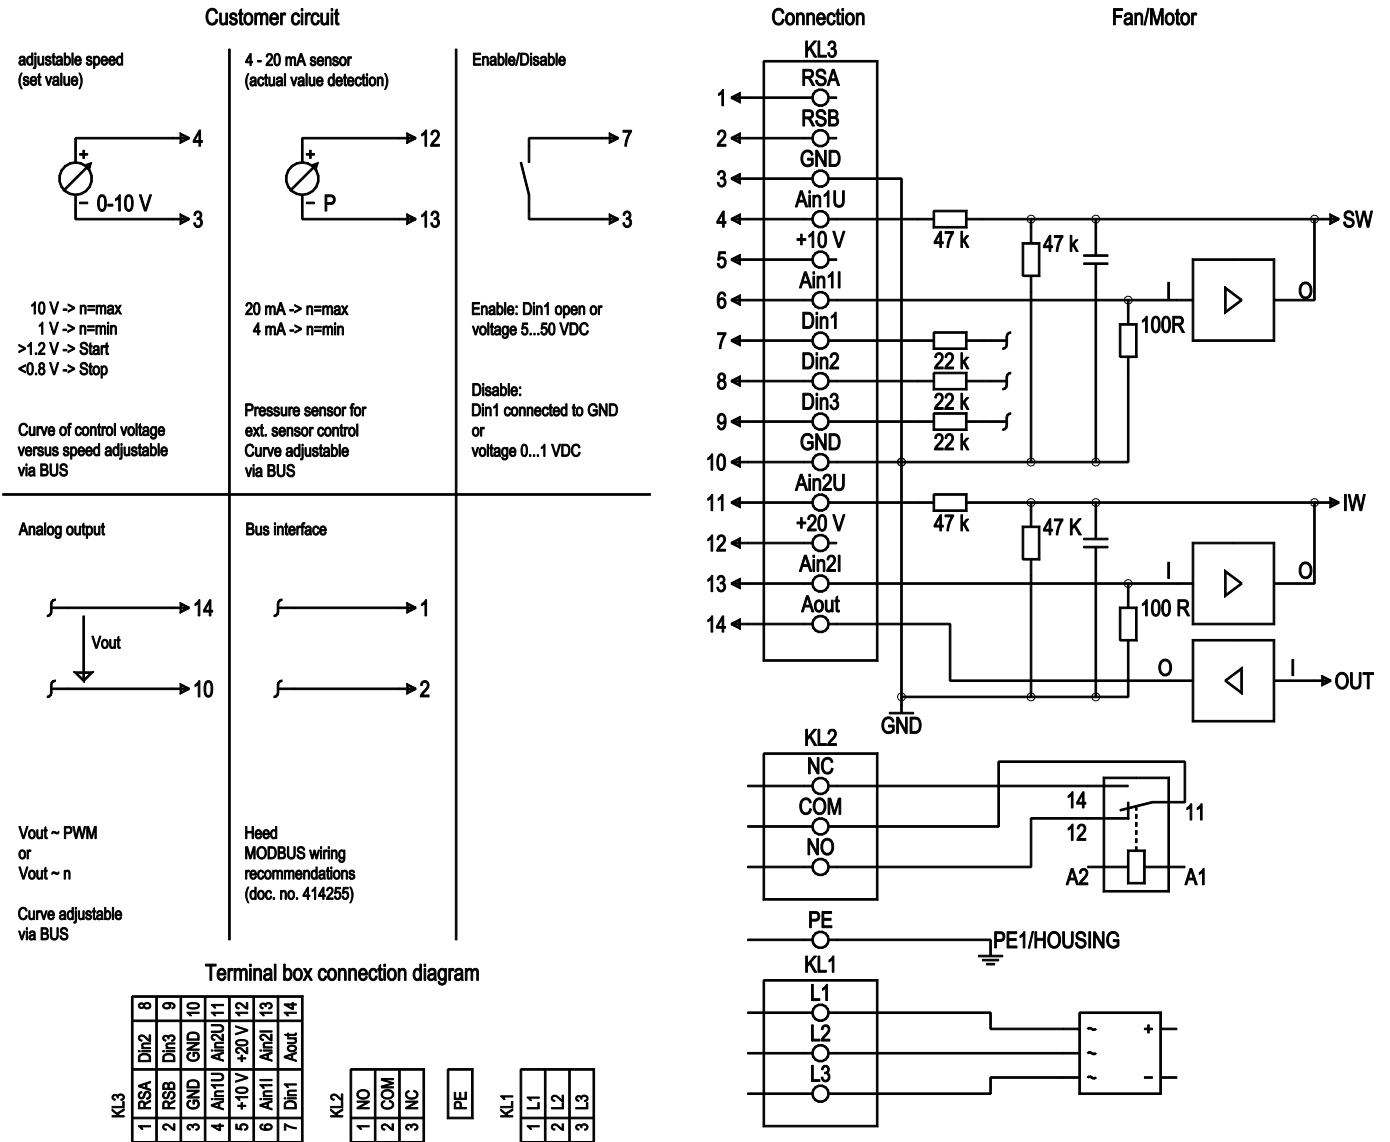 Customer circuit
adjustable speed
(set value)
4
+
0-10 V
–
3
10 V -> n=max
1 V -> n=min
>1.2 V -> Start
<0.8 V -> Stop
Curve of control voltage
versus speed adjustable
via BUS
4 - 20 mA sensor
(actual value detection)
12
+
P
–
13
20 mA -> n=max
4 mA -> n=min
Pressure sensor for
ext. sensor control
Curve adjustable
via BUS
Enable/Disable
7
3
Enable: Din1 open or
voltage 5...50 VDC
Disable:
Din1 connected to GND
or
voltage 0...1 VDC
Analog output
14
Vout
10
Vout ~ PWM
or
Vout ~ n
Curve adjustable
via BUS
Bus interface
1
2
Heed
MODBUS wiring
recommendations
(doc. no. 414255)
Connection
Fan/Motor
KL3
RSA
1
RSB
2
GND
3
Ain1U
4
47 k
47 k
SW
+10 V
5
Ain1I
6
I
O
100R
Din1
7
22 k
Din2
8
22 k
Din3
9
22 k
GND
10
Ain2U
11
47 k
47 K
IW
+20 V
12
Ain2I
13
I
O
100 R
Aout
14
O
I
OUT
GND
KL2
NC
COM
NO
14
12
11
A2
A1
PE
PE1/HOUSING
KL1
L1
L2
L3
~
~
~
+
–
Terminal box connection diagram
KL3
1 RSA Din2 8
2 RSB Din3 9
3 GND GND 10
4 Ain1U Ain2U 11
5 +10 V +20 V 12
6 Ain1I Ain2I 13
7 Din1 Aout 14
KL2
1 NO
2 COM
3 NC
PE
KL1
1 L1
2 L2
3 L3